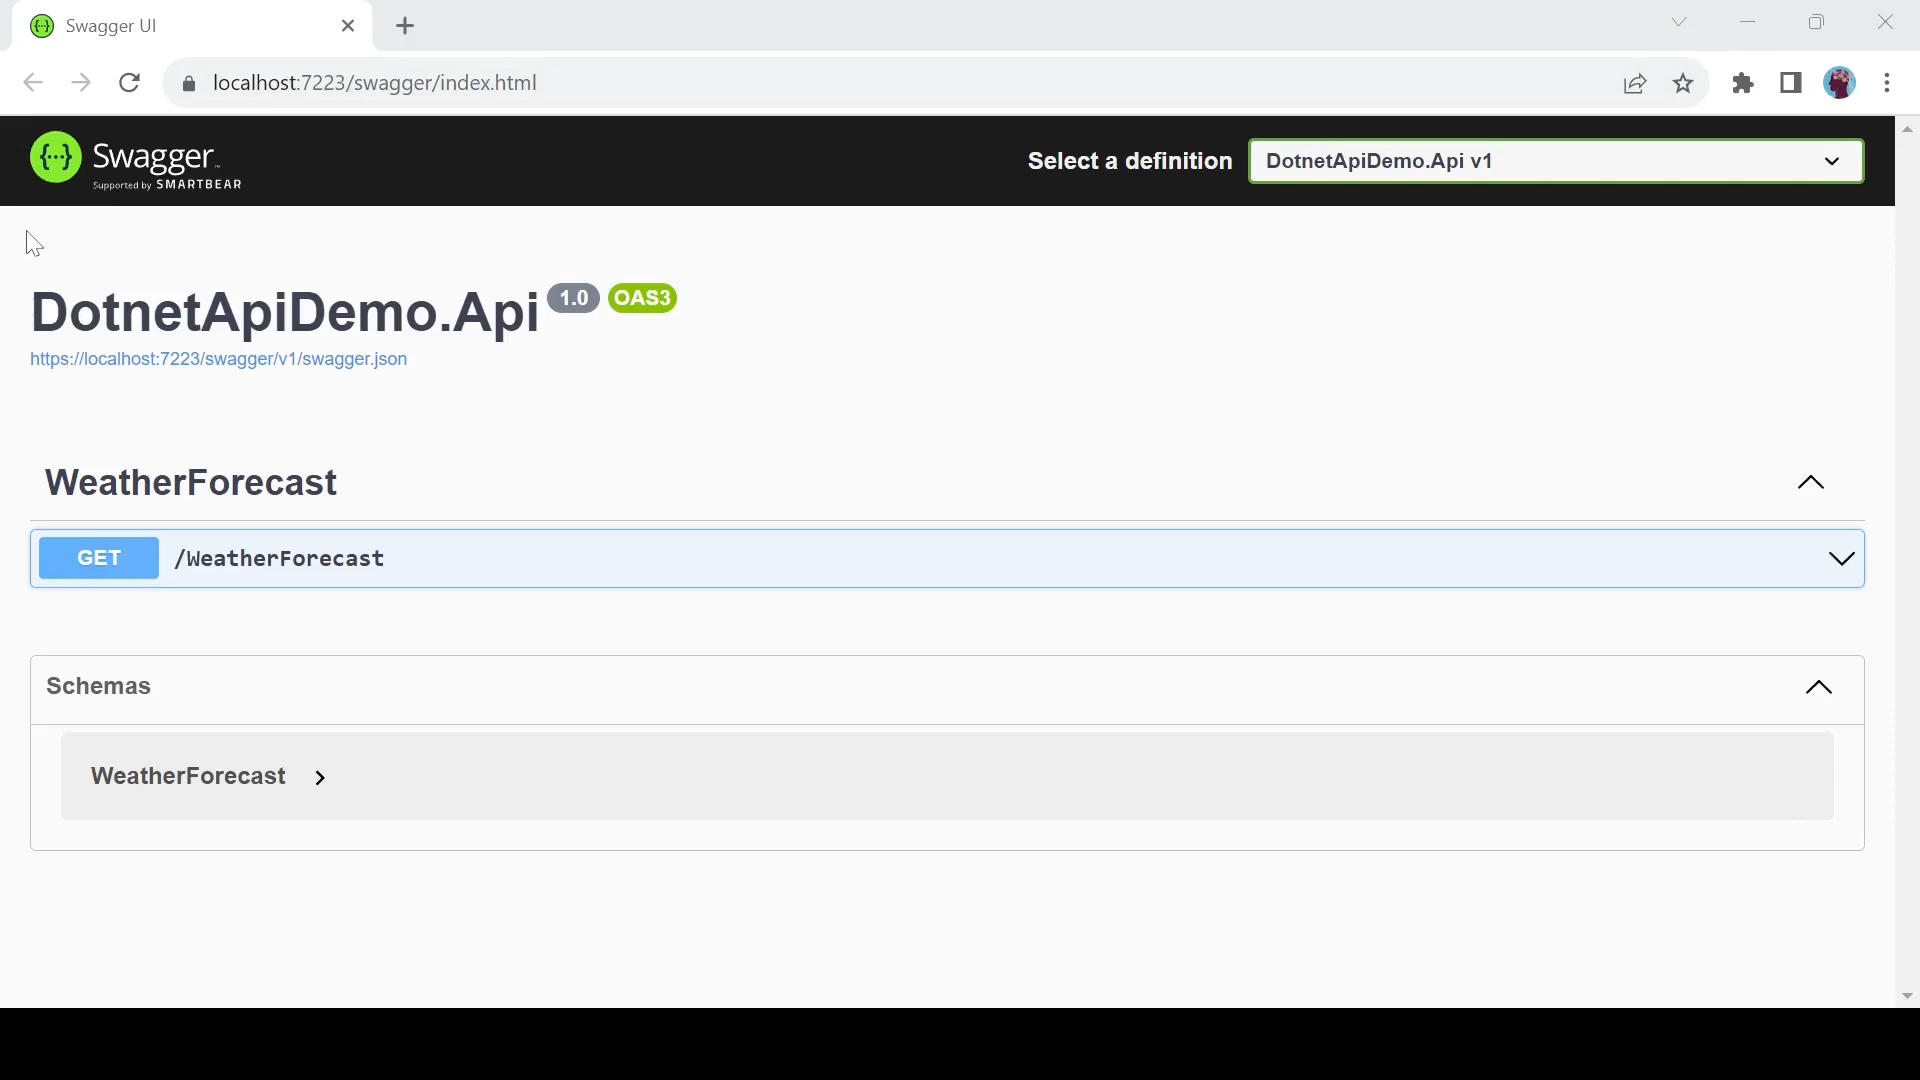 Swagger UI
localhost:7223/swagger/index.html
{···} Swagger™
Supported by SMARTBEAR
Select a definition
DotnetApiDemo.Api v1
DotnetApiDemo.Api 1.0 OAS3
https://localhost:7223/swagger/v1/swagger.json
WeatherForecast
GET /WeatherForecast
Schemas
WeatherForecast